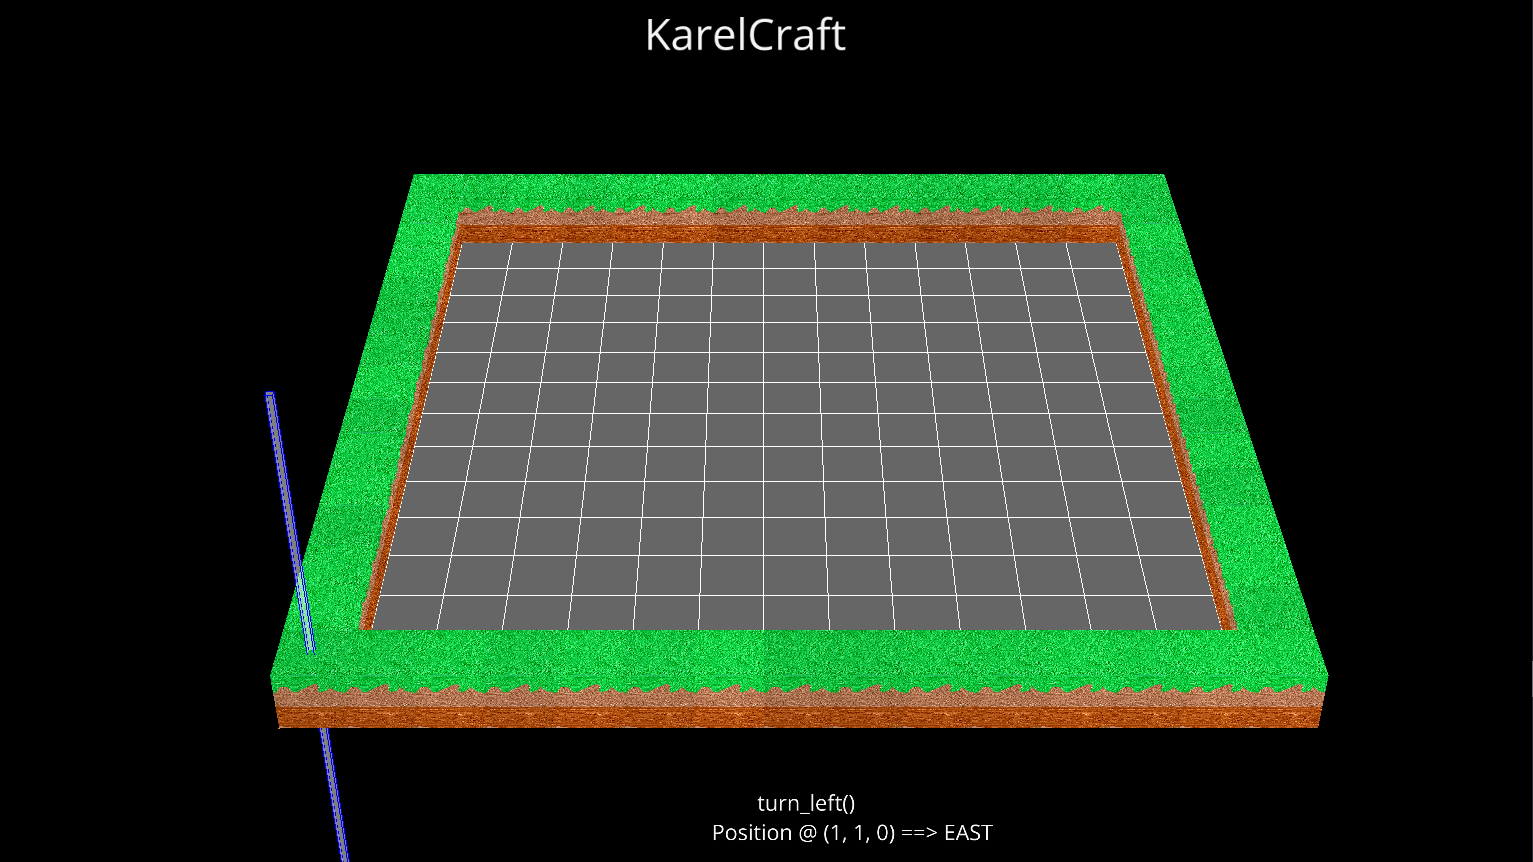 KarelCraft
turn_left()
Position @ (1, 1, 0) ==> EAST